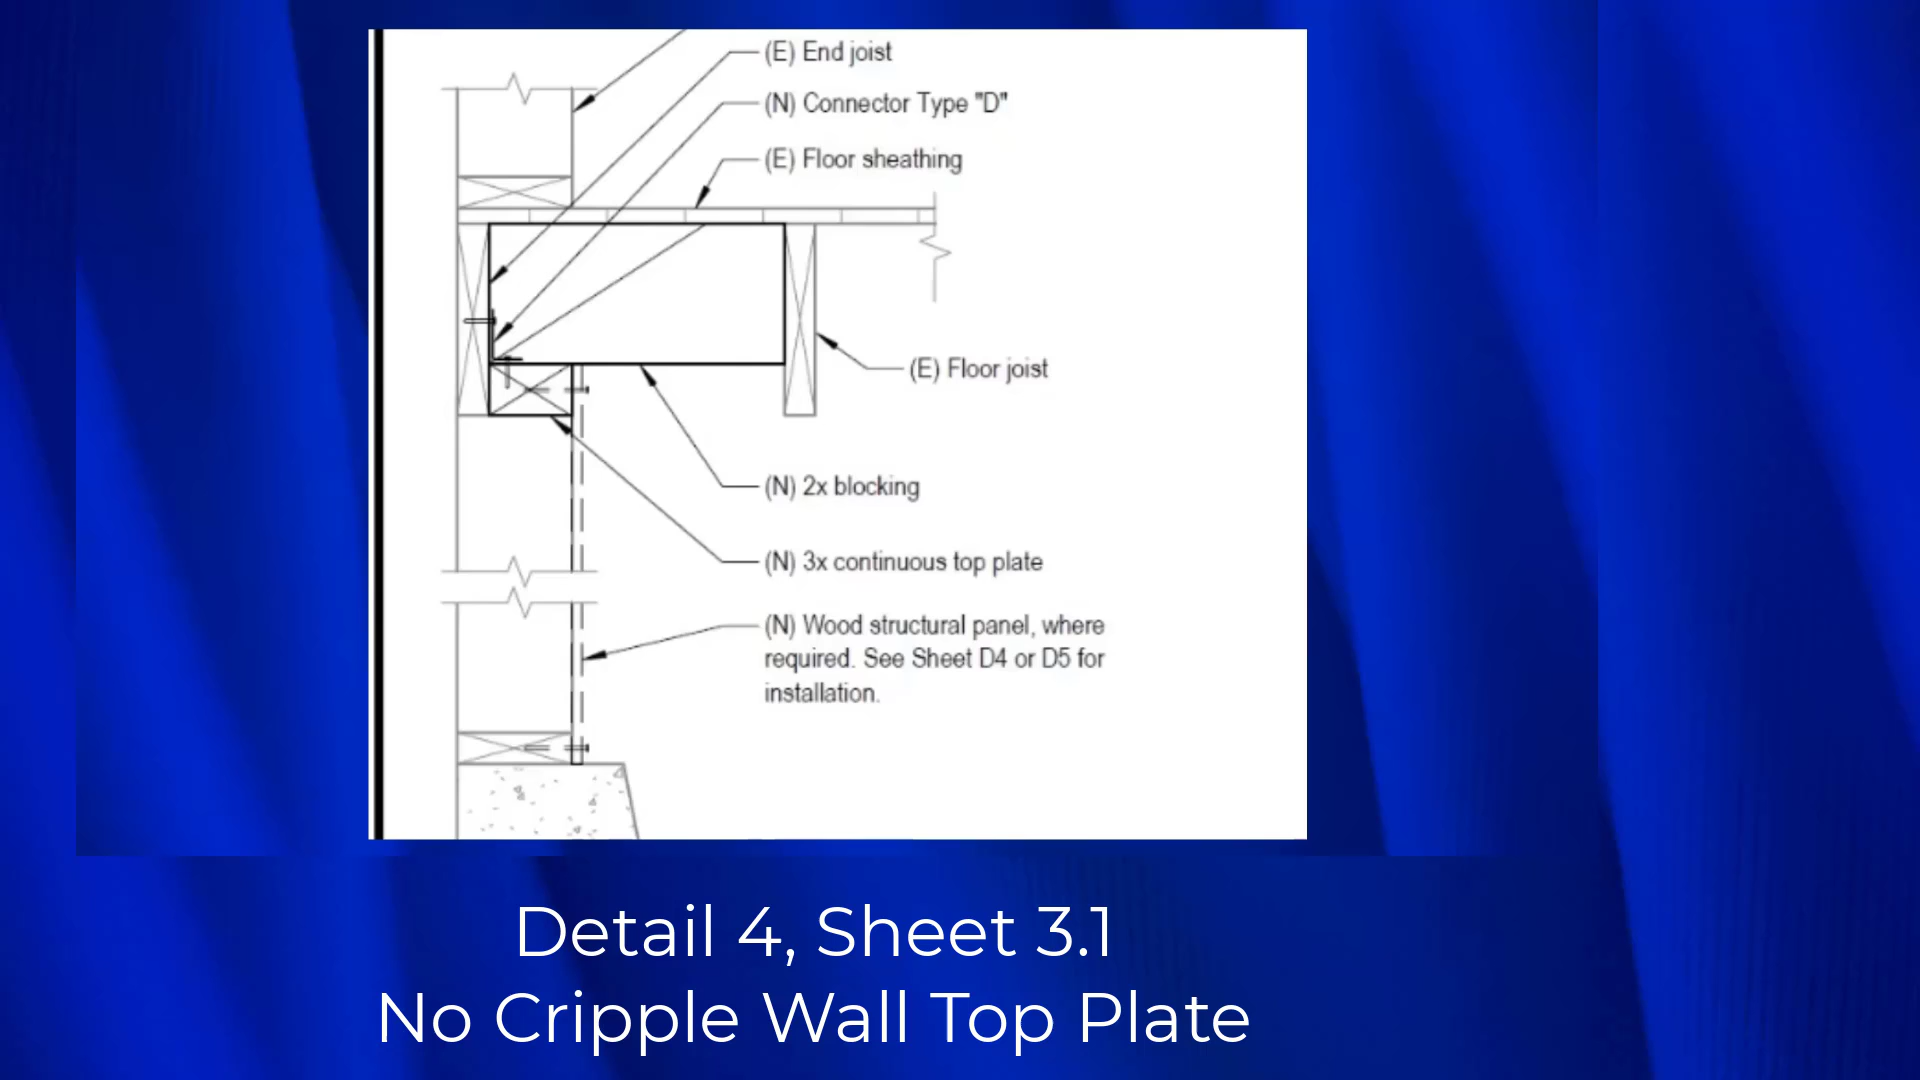 (E) End joist
(N) Connector Type "D"
(E) Floor sheathing
(E) Floor joist
(N) 2x blocking
(N) 3x continuous top plate
(N) Wood structural panel, where
required. See Sheet D4 or D5 for
installation.
Detail 4, Sheet 3.1
No Cripple Wall Top Plate